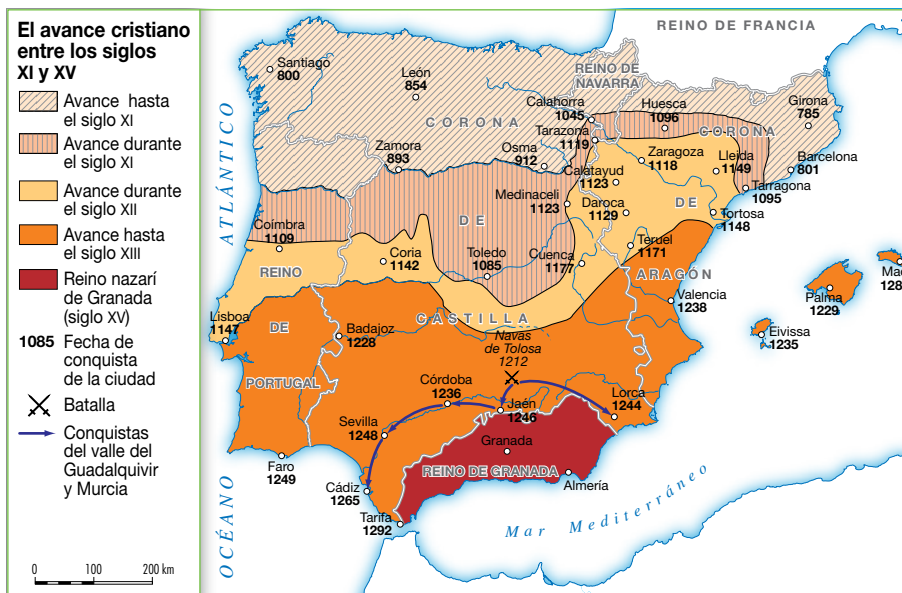 El avance cristiano
entre los siglos
XI y XV
Avance hasta
el siglo XI
Avance durante
el siglo XI
Avance durante
el siglo XII
Avance hasta
el siglo XIII
Reino nazarí
de Granada
(siglo XV)
1085 Fecha de
conquista
de la ciudad
Batalla
Conquistas
del valle del
Guadalquivir
y Murcia
0 100 200 km
REINO DE FRANCIA
Santiago
800
León
854
REINO DE
NAVARRA
Calahorra
1045
Huesca
1096
Girona
785
CORONA
CORONA
Tarazona
1119
Zamora
893
Osma
912
Zaragoza
1118
Lleida
1149
Barcelona
801
Calatayud
1123
Tarragona
1095
Medinaceli
1123
Daroca
1129
DE
DE
Tortosa
1148
Coímbra
1109
Coria
1142
Toledo
1085
Cuenca
1177
Teruel
1171
REINO
ARAGÓN
Valencia
1238
Palma
1229
Eivissa
1235
Lisboa
1147
DE
Badajoz
1228
CASTILLA
Navas
de Tolosa
1212
PORTUGAL
Córdoba
1236
Jaén
1246
Lorca
1244
Sevilla
1248
Granada
REINO DE GRANADA
Almería
Faro
1249
Cádiz
1265
Tarifa
1292
OCÉANO
ATLÁNTICO
Mar Mediterráneo